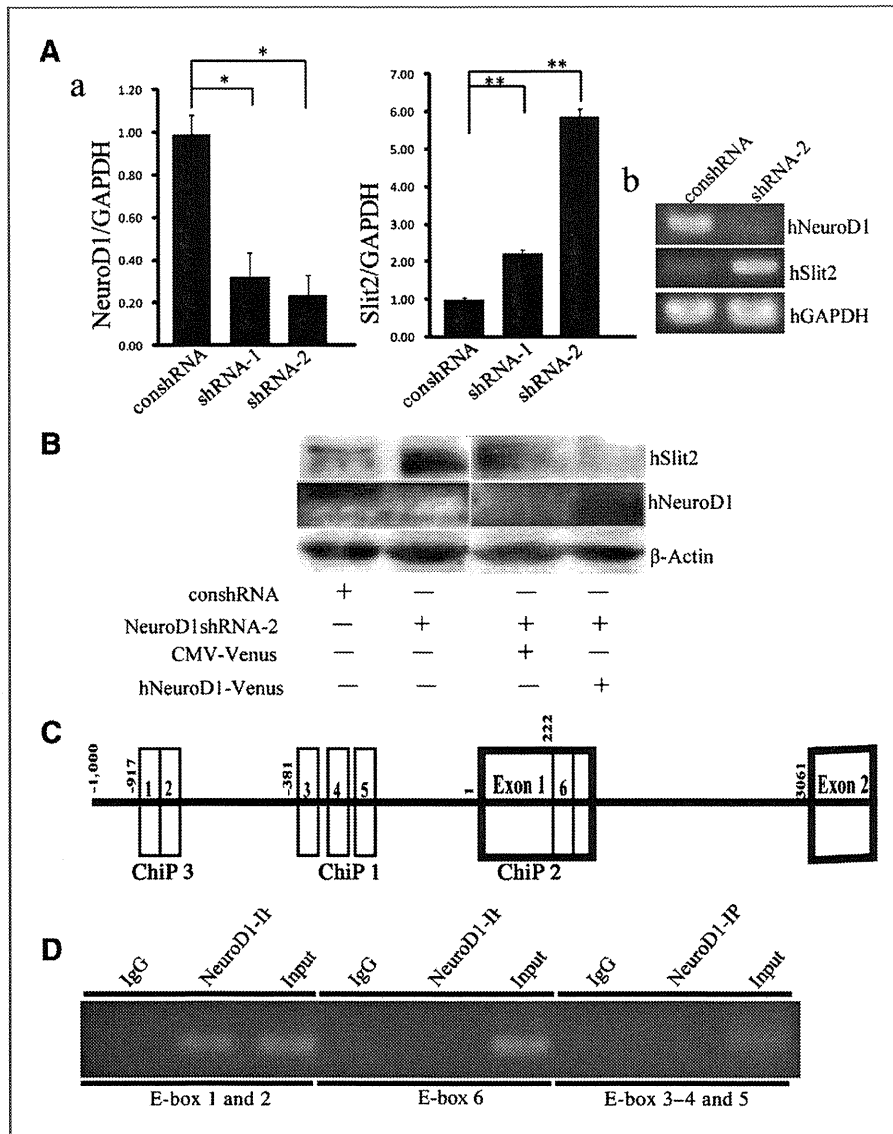 A
a
NeuroD1/GAPDH
1.20
1.00
0.80
0.60
0.40
0.20
0.00
*
*
conshRNA
shRNA-1
shRNA-2
Slit2/GAPDH
7.00
6.00
5.00
4.00
3.00
2.00
1.00
0.00
**
**
conshRNA
shRNA-1
shRNA-2
b
conshRNA
shRNA-2
hNeuroD1
hSlit2
hGAPDH
B
hSlit2
hNeuroD1
β-Actin
conshRNA + — — —
NeuroD1shRNA-2 — + + +
CMV-Venus — — + —
hNeuroD1-Venus — — — +
C
-1,000
-917
1 2
-381
3 4 5
1
Exon 1
222
6
3061
Exon 2
ChiP 3
ChiP 1
ChiP 2
D
IgG NeuroD1-II- Input IgG NeuroD1-II- Input IgG NeuroD1-IP Input
E-box 1 and 2
E-box 6
E-box 3–4 and 5